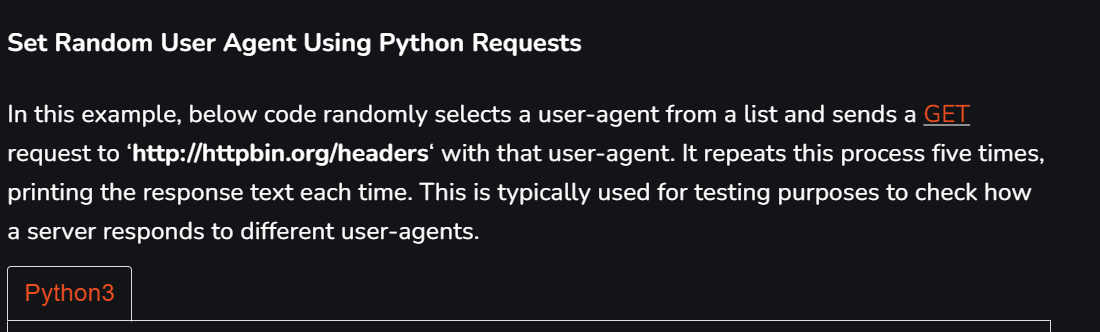 Set Random User Agent Using Python Requests
In this example, below code randomly selects a user-agent from a list and sends a GET
request to ‘http://httpbin.org/headers‘ with that user-agent. It repeats this process five times,
printing the response text each time. This is typically used for testing purposes to check how
a server responds to different user-agents.
Python3